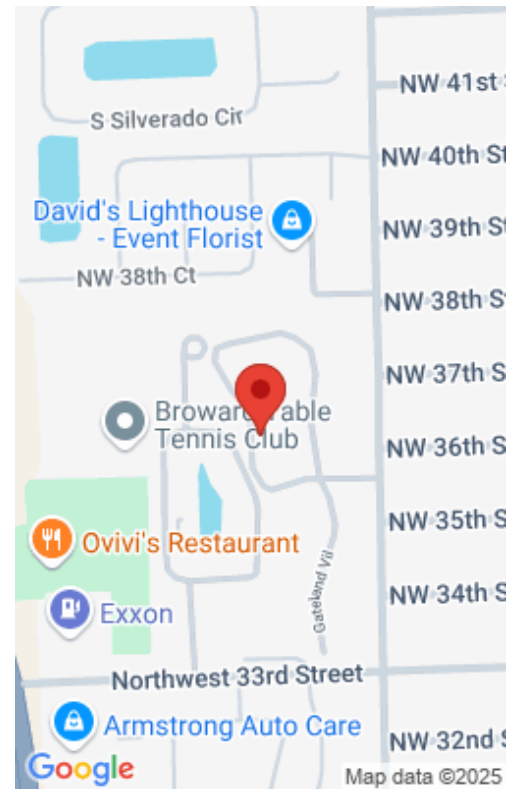 NW 41st
S Silverado Cir
NW 40th St
David's Lighthouse
- Event Florist
NW 39th St
NW 38th Ct
NW 38th S
NW 37th S
Broward Table
Tennis Club
NW 36th S
NW 35th S
Ovivi's Restaurant
Gateland Vil
NW 34th S
Exxon
Northwest 33rd Street
Armstrong Auto Care
NW 32nd S
Google
Map data ©2025